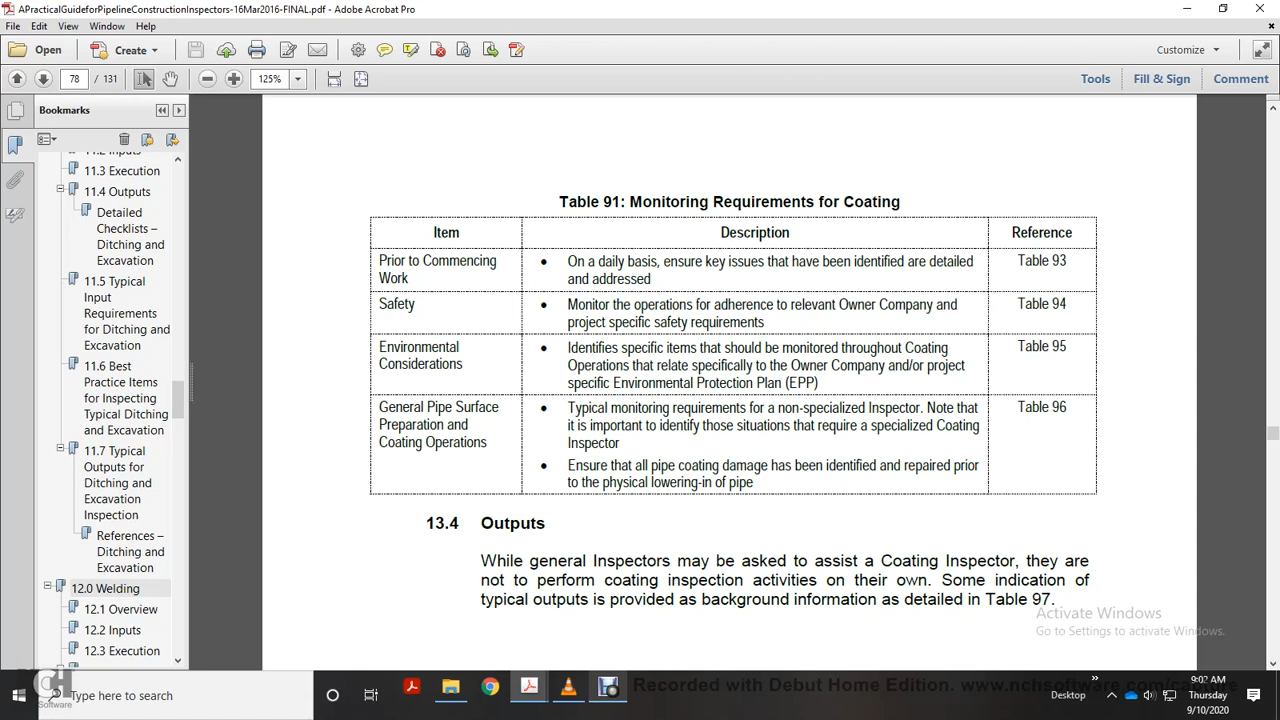 APracticalGuideforPipelineConstructionInspectors-16Mar2016-FINAL.pdf - Adobe Acrobat Pro
File Edit View Window Help
Open Create Customize
78 / 131 125% Tools Fill & Sign Comment
Bookmarks
11.2 Inputs
11.3 Execution
11.4 Outputs
Detailed
Checklists –
Ditching and
Excavation
11.5 Typical
Input
Requirements
for Ditching and
Excavation
11.6 Best
Practice Items
for Inspecting
Typical Ditching
and Excavation
11.7 Typical
Outputs for
Ditching and
Excavation
Inspection
References –
Ditching and
Excavation
12.0 Welding
12.1 Overview
12.2 Inputs
12.3 Execution
Table 91: Monitoring Requirements for Coating
Item Description Reference
Prior to Commencing
Work
• On a daily basis, ensure key issues that have been identified are detailed
and addressed
Table 93
Safety
• Monitor the operations for adherence to relevant Owner Company and
project specific safety requirements
Table 94
Environmental
Considerations
• Identifies specific items that should be monitored throughout Coating
Operations that relate specifically to the Owner Company and/or project
specific Environmental Protection Plan (EPP)
Table 95
General Pipe Surface
Preparation and
Coating Operations
• Typical monitoring requirements for a non-specialized Inspector. Note that
it is important to identify those situations that require a specialized Coating
Inspector
• Ensure that all pipe coating damage has been identified and repaired prior
to the physical lowering-in of pipe
Table 96
13.4 Outputs
While general Inspectors may be asked to assist a Coating Inspector, they are
not to perform coating inspection activities on their own. Some indication of
typical outputs is provided as background information as detailed in Table 97.
Activate Windows
Go to Settings to activate Windows.
NCH
Software
Type here to search
Recorded with Debut Home Edition. www.nchsoftware.com/capture
Desktop
9:02 AM
Thursday
9/10/2020